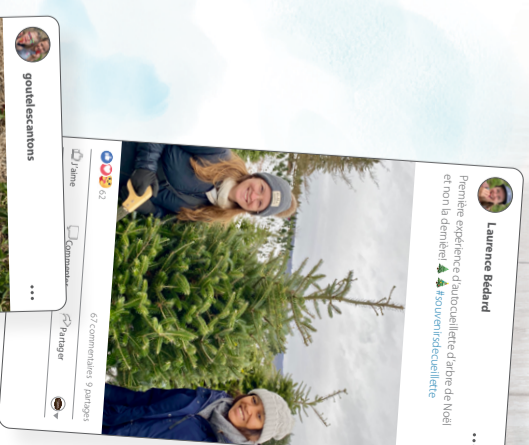 Laurence Bédard
Première expérience d'autocueillette d'arbre de Noël
et non la dernière! #souvenirsdecueillette
62
67 commentaires 9 partages
J'aime
Partager
goutelescantons